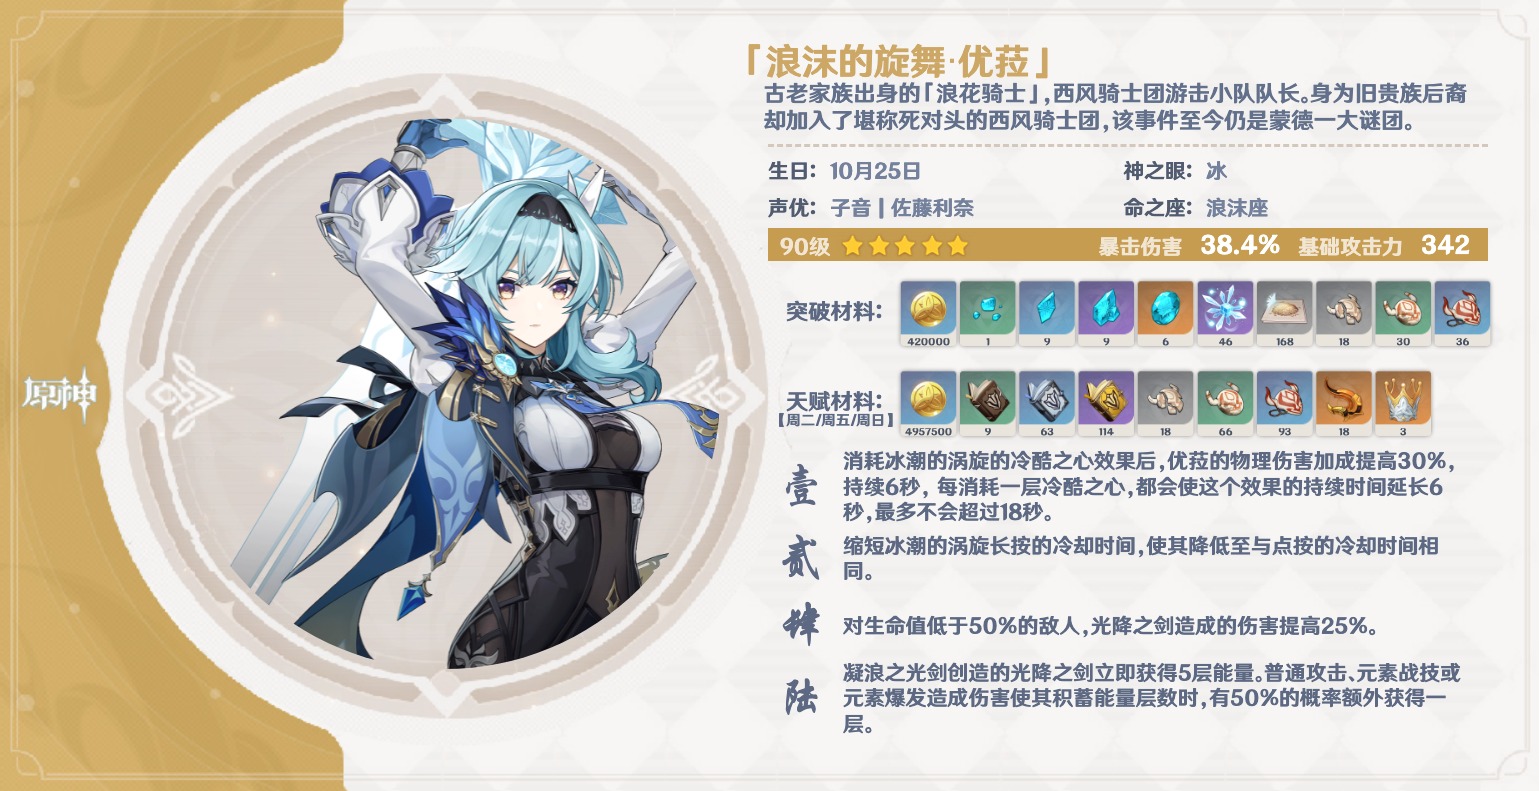 「浪沫的旋舞·优菈」
古老家族出身的「浪花骑士」,西风骑士团游击小队队长。身为旧贵族后裔
却加入了堪称死对头的西风骑士团,该事件至今仍是蒙德一大谜团。
生日: 10月25日 神之眼: 冰
声优: 子音 | 佐藤利奈 命之座: 浪沫座
90级 暴击伤害 38.4% 基础攻击力 342
突破材料:
420000 1 9 9 6 46 168 18 30 36
原神
天赋材料:
【周二/周五/周日】
4957500 9 63 114 18 66 93 18 3
壹
消耗冰潮的涡旋的冷酷之心效果后,优菈的物理伤害加成提高30%,
持续6秒, 每消耗一层冷酷之心,都会使这个效果的持续时间延长6
秒,最多不会超过18秒。
贰
缩短冰潮的涡旋长按的冷却时间,使其降低至与点按的冷却时间相
同。
肆
对生命值低于50%的敌人,光降之剑造成的伤害提高25%。
陆
凝浪之光剑创造的光降之剑立即获得5层能量。普通攻击、元素战技或
元素爆发造成伤害使其积蓄能量层数时,有50%的概率额外获得一
层。